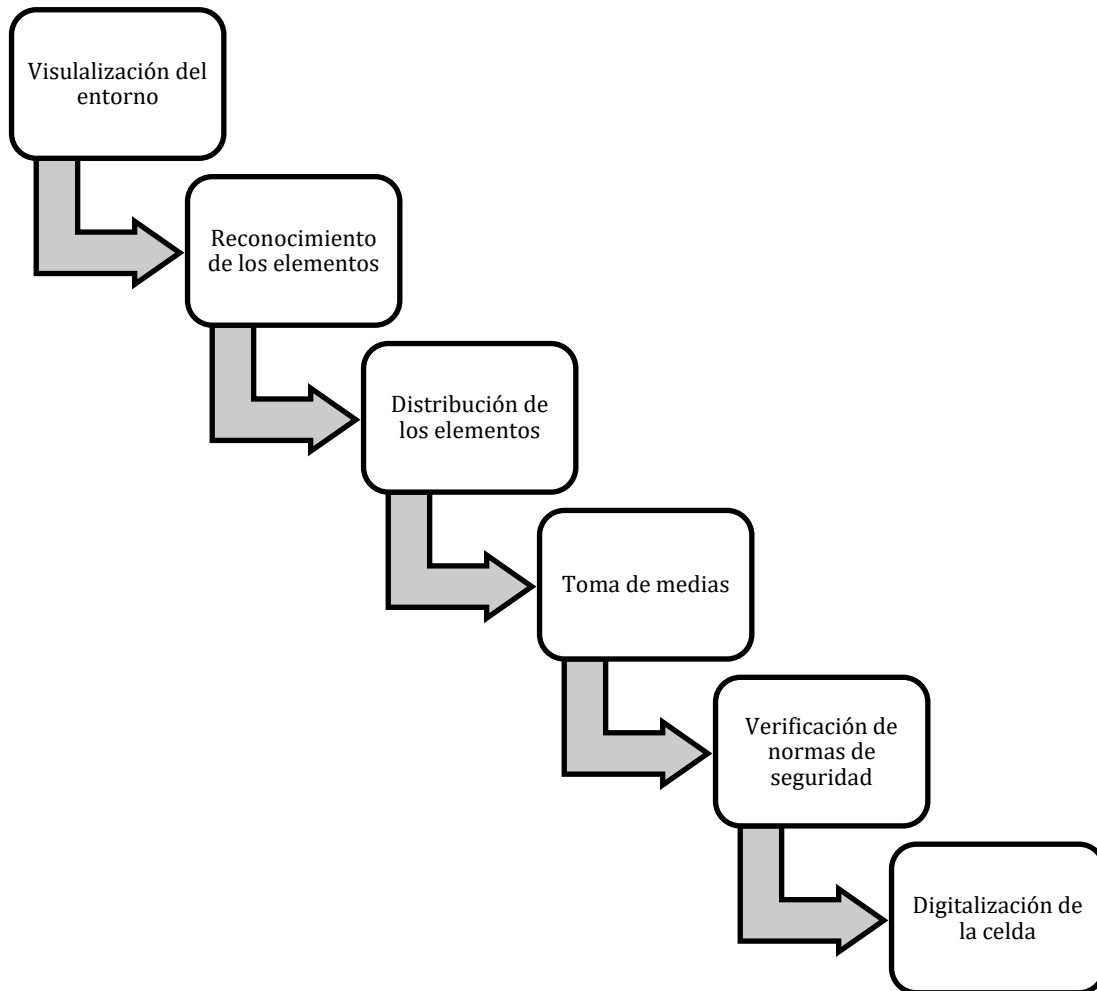 Visulalización del
entorno
Reconocimiento
de los elementos
Distribución de
los elementos
Toma de medias
Verificación de
normas de
seguridad
Digitalización de
la celda